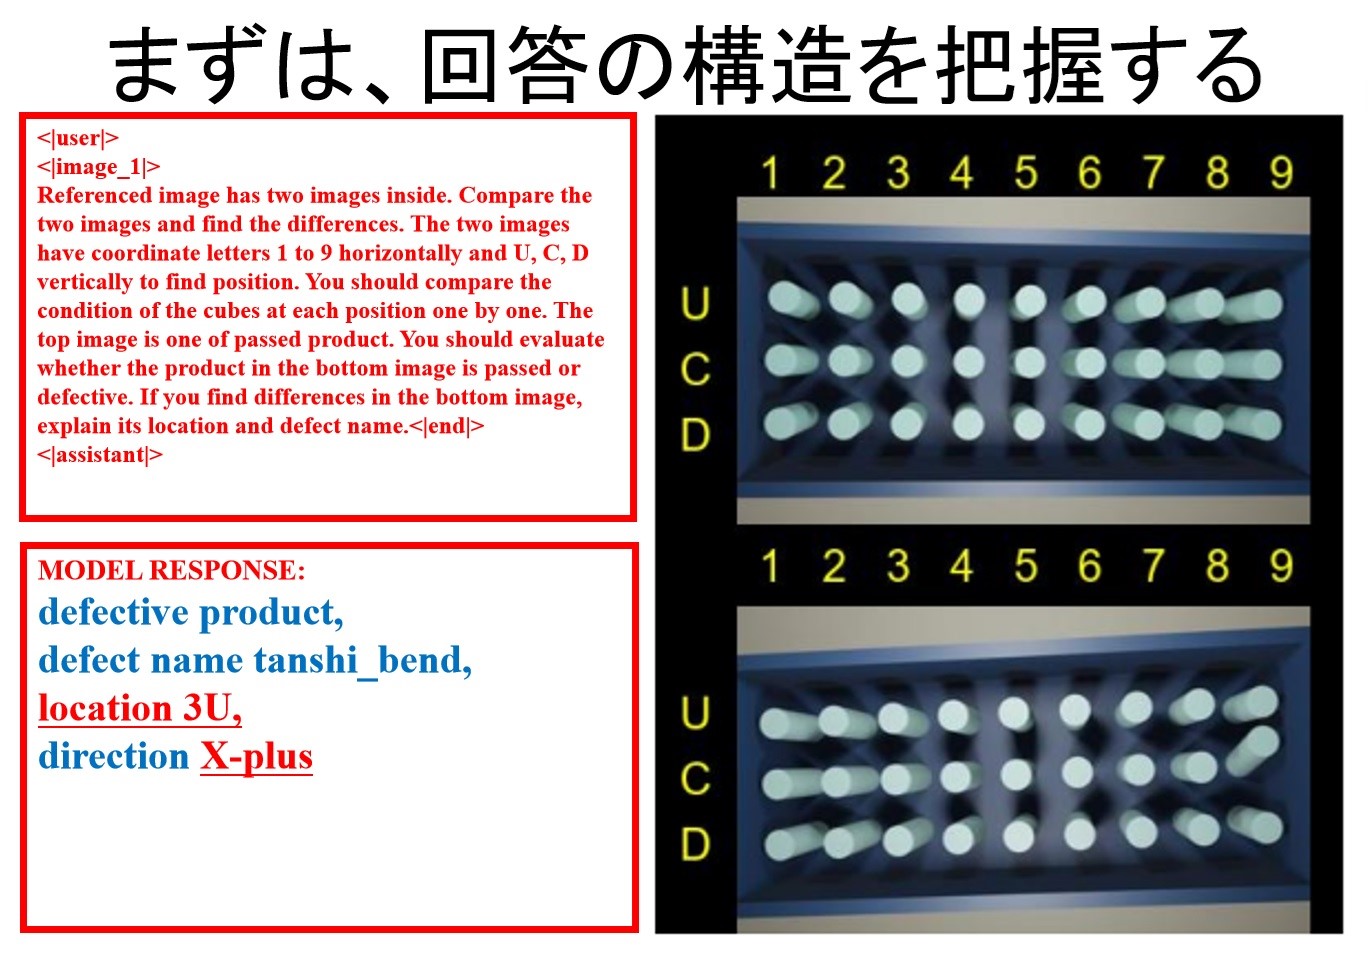 まずは、回答の構造を把握する
<|user|>
<|image_1|>
Referenced image has two images inside. Compare the
two images and find the differences. The two images
have coordinate letters 1 to 9 horizontally and U, C, D
vertically to find position. You should compare the
condition of the cubes at each position one by one. The
top image is one of passed product. You should evaluate
whether the product in the bottom image is passed or
defective. If you find differences in the bottom image,
explain its location and defect name.<|end|>
<|assistant|>
MODEL RESPONSE:
defective product,
defect name tanshi_bend,
location 3U,
direction X-plus
1 2 3 4 5 6 7 8 9
U
C
D
1 2 3 4 5 6 7 8 9
U
C
D